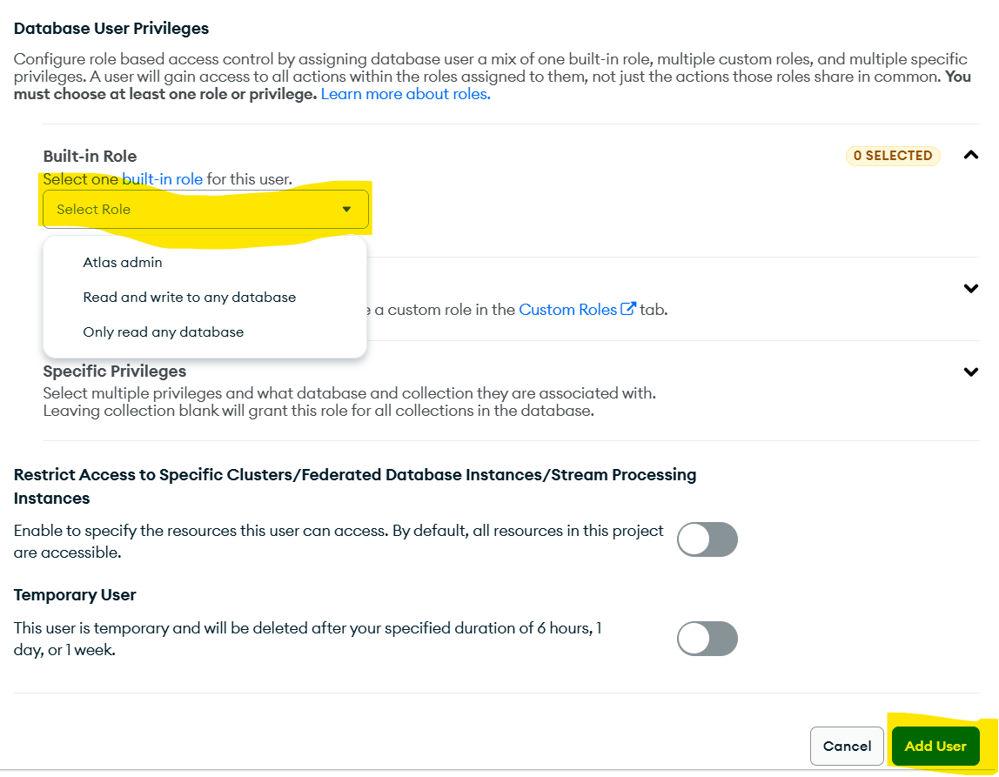 Database User Privileges
Configure role based access control by assigning database user a mix of one built-in role, multiple custom roles, and multiple specific
privileges. A user will gain access to all actions within the roles assigned to them, not just the actions those roles share in common. You
must choose at least one role or privilege. Learn more about roles.
Built-in Role
0 SELECTED
Select one built-in role for this user.
Select Role
Atlas admin
Read and write to any database
a custom role in the Custom Roles tab.
Only read any database
Specific Privileges
Select multiple privileges and what database and collection they are associated with.
Leaving collection blank will grant this role for all collections in the database.
Restrict Access to Specific Clusters/Federated Database Instances/Stream Processing
Instances
Enable to specify the resources this user can access. By default, all resources in this project
are accessible.
Temporary User
This user is temporary and will be deleted after your specified duration of 6 hours, 1
day, or 1 week.
Cancel
Add User